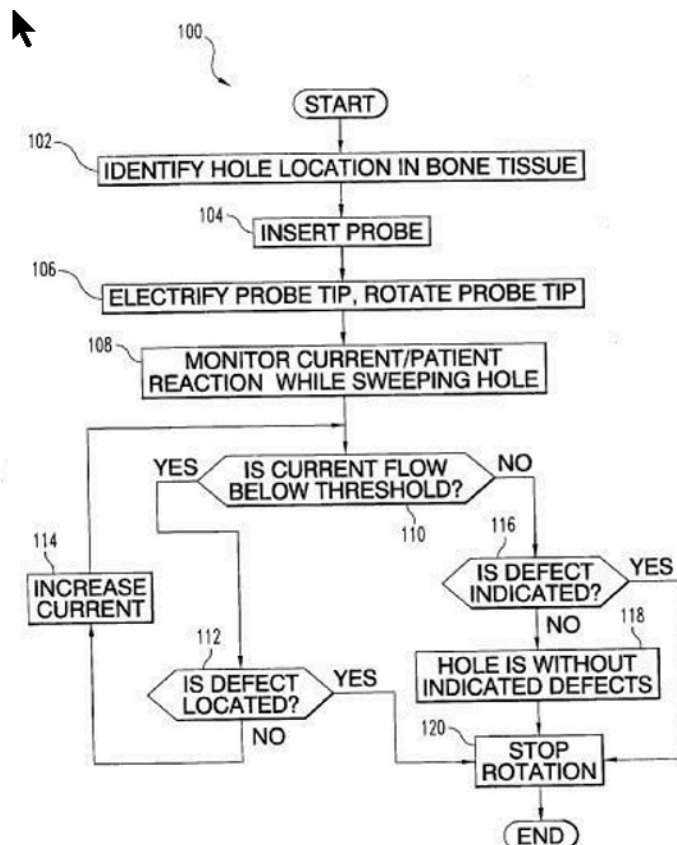 100
START
102
IDENTIFY HOLE LOCATION IN BONE TISSUE
104
INSERT PROBE
106
ELECTRIFY PROBE TIP, ROTATE PROBE TIP
108
MONITOR CURRENT/PATIENT
REACTION WHILE SWEEPING HOLE
YES
IS CURRENT FLOW
BELOW THRESHOLD?
NO
110
114
INCREASE
CURRENT
116
IS DEFECT
INDICATED?
YES
NO
112
IS DEFECT
LOCATED?
YES
NO
118
HOLE IS WITHOUT
INDICATED DEFECTS
120
STOP
ROTATION
END